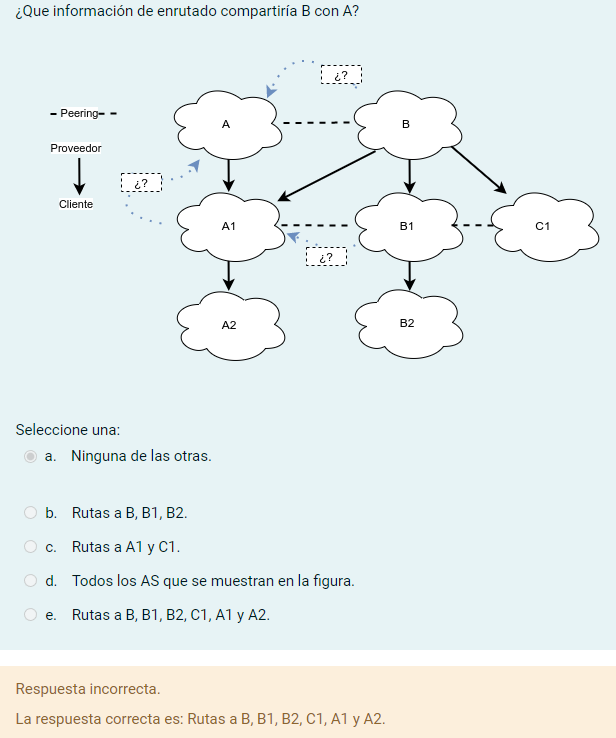 ¿Que información de enrutado compartiría B con A?
¿?
Peering
A
B
Proveedor
¿?
Cliente
A1
B1
C1
¿?
A2
B2
Seleccione una:
a. Ninguna de las otras.
b. Rutas a B, B1, B2.
c. Rutas a A1 y C1.
d. Todos los AS que se muestran en la figura.
e. Rutas a B, B1, B2, C1, A1 y A2.
Respuesta incorrecta.
La respuesta correcta es: Rutas a B, B1, B2, C1, A1 y A2.